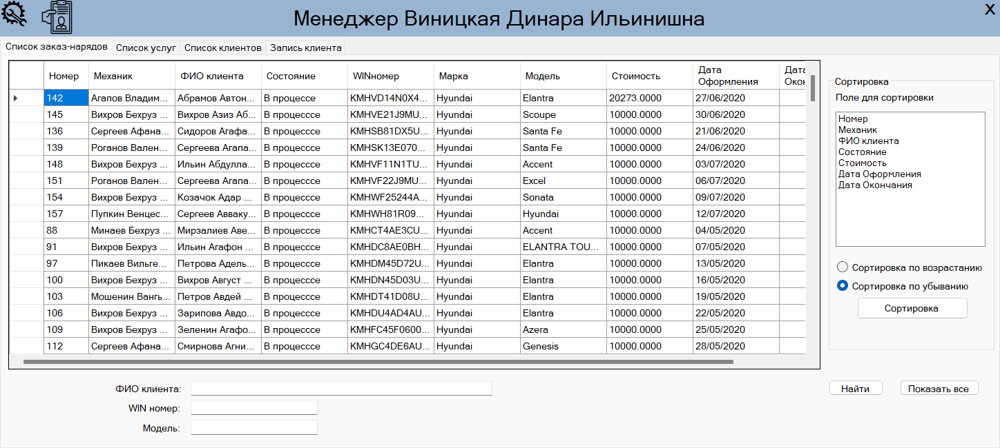 Менеджер Виницкая Динара Ильинишна X
Список заказ-нарядов Список услуг Список клиентов Запись клиента
Номер Механик ФИО клиента Состояние WINномер Марка Модель Стоимость Дата Оформления Дата Окон
142 Агапов Владим... Абрамов Автон... В процесссе KMHVD14N0X4... Hyundai Elantra 20273.0000 27/06/2020
145 Вихров Бехруз ... Вихров Азиз Аб... В процесссе KMHVE21J9MU... Hyundai Scoupe 10000.0000 30/06/2020
136 Сергеев Афана... Сидоров Агафа... В процесссе KMHSB81DX5U... Hyundai Santa Fe 10000.0000 21/06/2020
139 Роганов Вален... Сергеева Агапа... В процесссе KMHSK13E070... Hyundai Santa Fe 10000.0000 24/06/2020
148 Вихров Бехруз ... Ильин Абдулла... В процесссе KMHVF11N1TU... Hyundai Accent 10000.0000 03/07/2020
151 Роганов Вален... Сергеева Агапа... В процесссе KMHVF22J9MU... Hyundai Excel 10000.0000 06/07/2020
154 Вихров Бехруз ... Козачок Адар ... В процесссе KMHWF25244A... Hyundai Sonata 10000.0000 09/07/2020
157 Пупкин Венцес... Сергеев Авваку... В процесссе KMHWH81R09... Hyundai Hyundai 10000.0000 12/07/2020
88 Минаев Бехруз ... Мирзалиев Аве... В процесссе KMHCT4AE3CU... Hyundai Accent 10000.0000 04/05/2020
91 Вихров Бехруз ... Ильин Агафон ... В процесссе KMHDC8AE0BH... Hyundai ELANTRA TOU... 10000.0000 07/05/2020
97 Пикаев Вильге... Петрова Адель... В процесссе KMHDM45D72U... Hyundai Elantra 10000.0000 13/05/2020
100 Вихров Бехруз ... Вихров Август ... В процесссе KMHDN45D03U... Hyundai Elantra 10000.0000 16/05/2020
103 Мошенин Вангь... Петров Авдей ... В процесссе KMHDT41D08U... Hyundai Elantra 10000.0000 19/05/2020
106 Вихров Бехруз ... Зарипова Авдо... В процесссе KMHDU4AD4AU... Hyundai Elantra 10000.0000 22/05/2020
109 Вихров Бехруз ... Зеленин Агафо... В процесссе KMHFC45F0600... Hyundai Azera 10000.0000 25/05/2020
112 Сергеев Афана... Смирнова Агни... В процесссе KMHGC4DE6AU... Hyundai Genesis 10000.0000 28/05/2020
Сортировка
Поле для сортировки
Номер
Механик
ФИО клиента
Состояние
Стоимость
Дата Оформления
Дата Окончания
Сортировка по возрастанию
Сортировка по убыванию
Сортировка
ФИО клиента: Найти Показать все
WIN номер:
Модель: